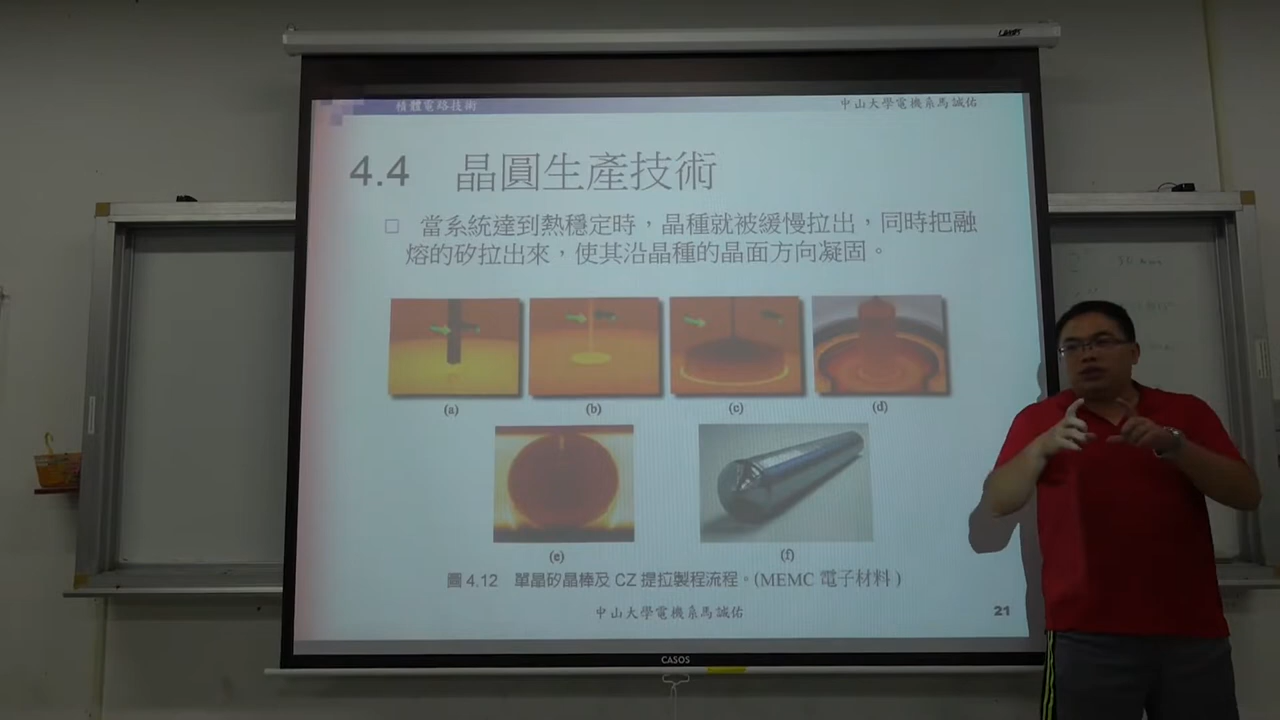 積體電路技術
中山大學電機系馬誠佑
4.4 晶圓生產技術
當系統達到熱穩定時，晶種就被緩慢拉出，同時把融
熔的矽拉出來，使其沿晶種的晶面方向凝固。
(a)
(b)
(c)
(d)
(e)
(f)
圖 4.12 單晶矽晶棒及 CZ 提拉製程流程。(MEMC 電子材料)
中山大學電機系馬誠佑
21
CASOS